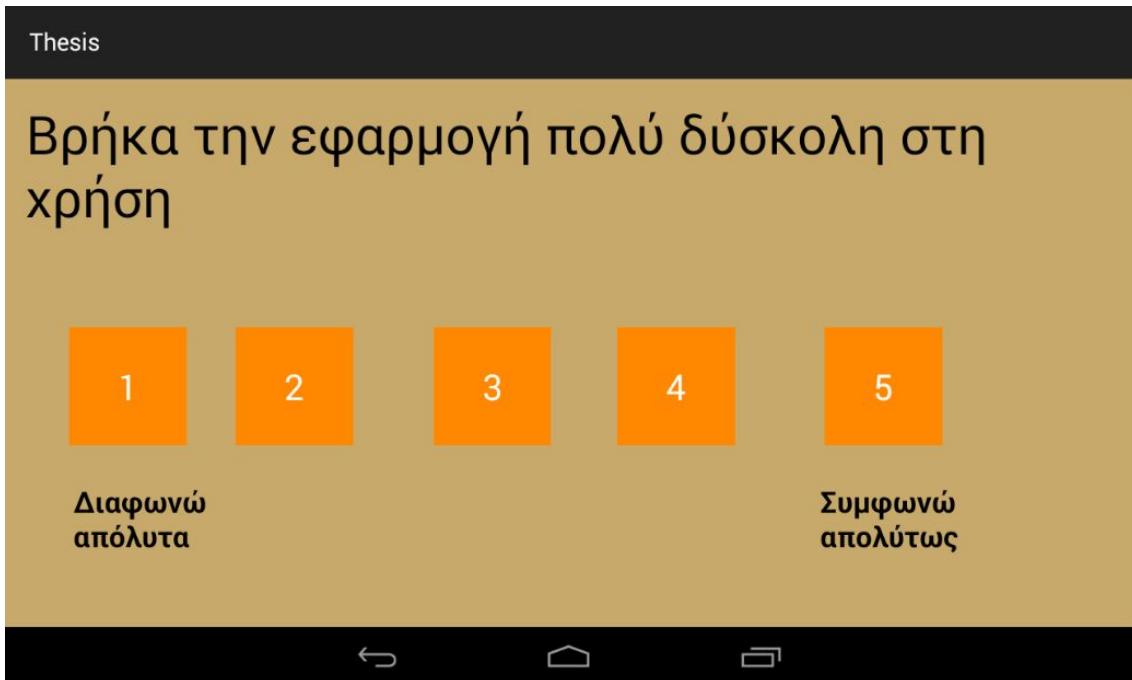 Thesis
Βρήκα την εφαρμογή πολύ δύσκολη στη
χρήση
1 2 3 4 5
Διαφωνώ
απόλυτα
Συμφωνώ
απολύτως